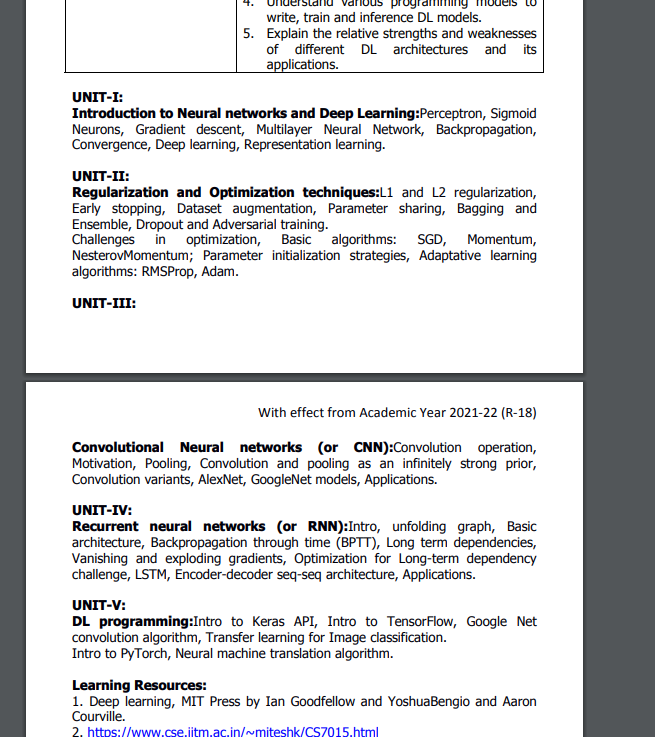 4. Understand various programming models to
write, train and inference DL models.
5. Explain the relative strengths and weaknesses
of different DL architectures and its
applications.
UNIT-I:
Introduction to Neural networks and Deep Learning:Perceptron, Sigmoid
Neurons, Gradient descent, Multilayer Neural Network, Backpropagation,
Convergence, Deep learning, Representation learning.
UNIT-II:
Regularization and Optimization techniques:L1 and L2 regularization,
Early stopping, Dataset augmentation, Parameter sharing, Bagging and
Ensemble, Dropout and Adversarial training.
Challenges in optimization, Basic algorithms: SGD, Momentum,
NesterovMomentum; Parameter initialization strategies, Adaptative learning
algorithms: RMSProp, Adam.
UNIT-III:
With effect from Academic Year 2021-22 (R-18)
Convolutional Neural networks (or CNN):Convolution operation,
Motivation, Pooling, Convolution and pooling as an infinitely strong prior,
Convolution variants, AlexNet, GoogleNet models, Applications.
UNIT-IV:
Recurrent neural networks (or RNN):Intro, unfolding graph, Basic
architecture, Backpropagation through time (BPTT), Long term dependencies,
Vanishing and exploding gradients, Optimization for Long-term dependency
challenge, LSTM, Encoder-decoder seq-seq architecture, Applications.
UNIT-V:
DL programming:Intro to Keras API, Intro to TensorFlow, Google Net
convolution algorithm, Transfer learning for Image classification.
Intro to PyTorch, Neural machine translation algorithm.
Learning Resources:
1. Deep learning, MIT Press by Ian Goodfellow and YoshuaBengio and Aaron
Courville.
2. https://www.cse.iitm.ac.in/~miteshk/CS7015.html